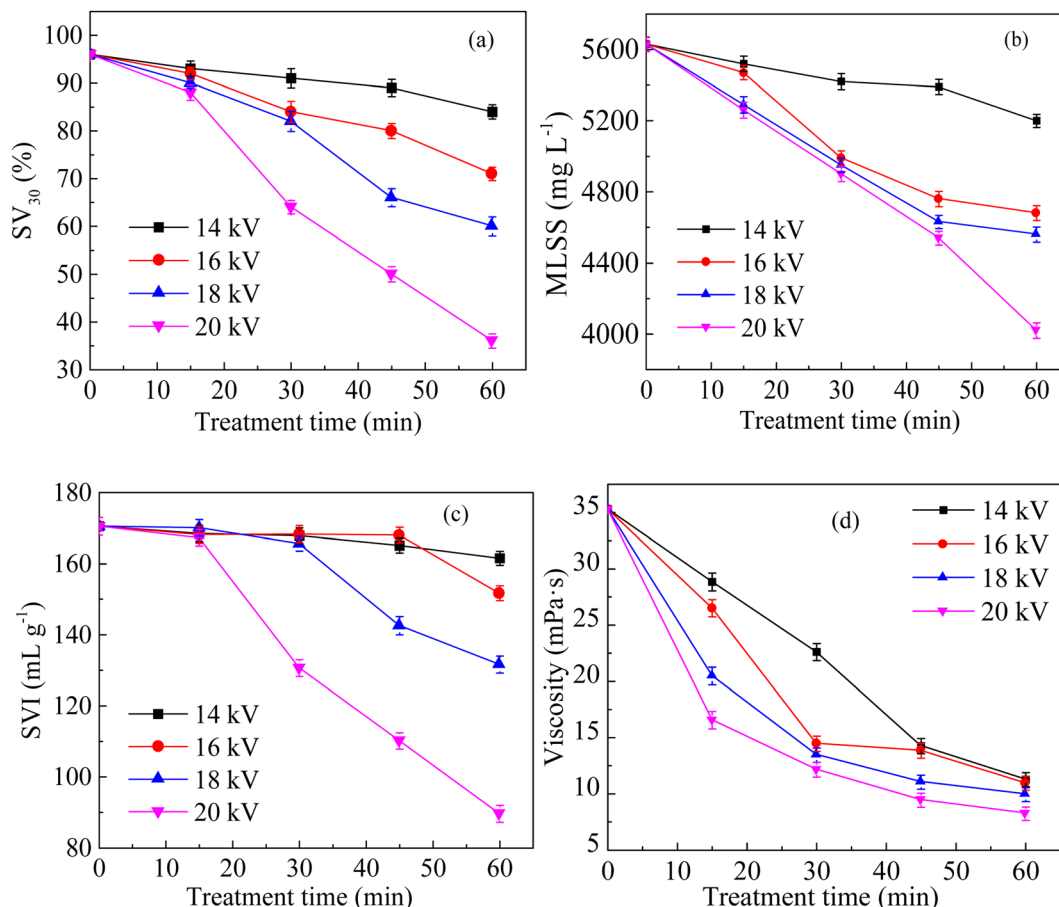 (a)
SV30 (%)
100
90
80
70
60
50
40
30
14 kV
16 kV
18 kV
20 kV
0 10 20 30 40 50 60
Treatment time (min)
(b)
MLSS (mg L-1)
5600
5200
4800
4400
4000
14 kV
16 kV
18 kV
20 kV
0 10 20 30 40 50 60
Treatment time (min)
(c)
SVI (mL g-1)
180
160
140
120
100
80
14 kV
16 kV
18 kV
20 kV
0 10 20 30 40 50 60
Treatment time (min)
(d)
Viscosity (mPa·s)
35
30
25
20
15
10
5
14 kV
16 kV
18 kV
20 kV
0 10 20 30 40 50 60
Treatment time (min)